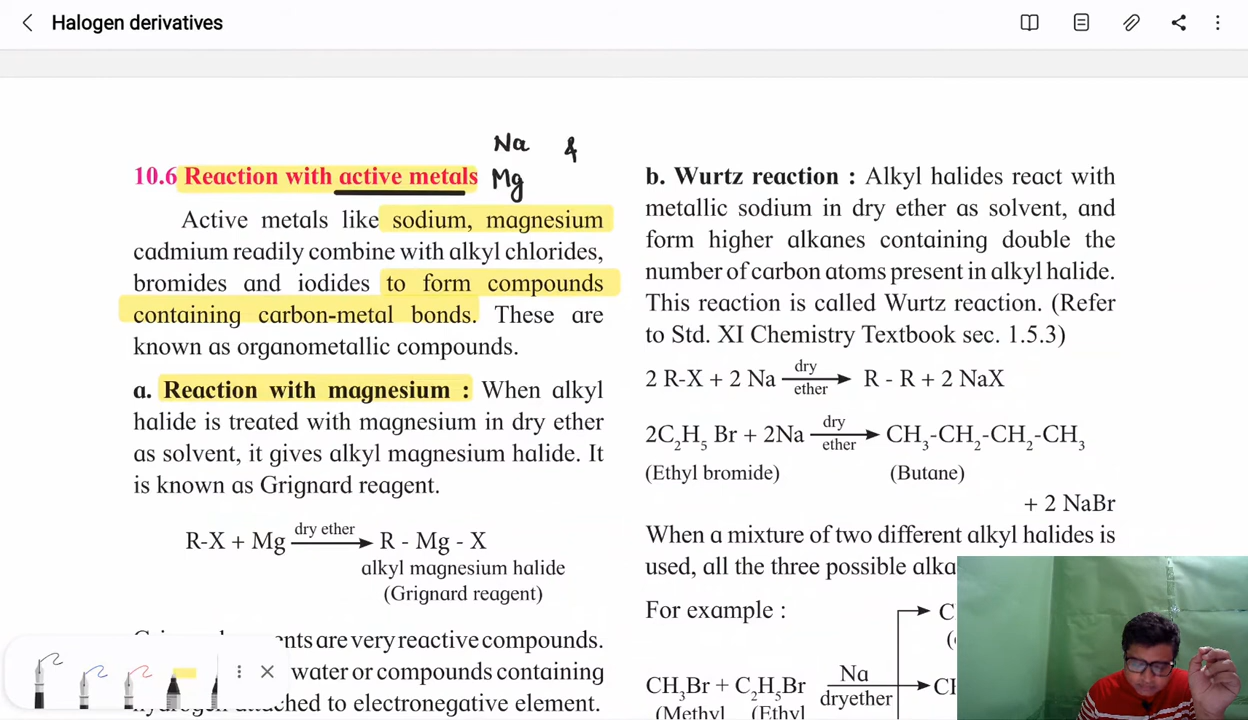 Halogen derivatives
Na &
10.6 Reaction with active metals Mg
Active metals like sodium, magnesium
cadmium readily combine with alkyl chlorides,
bromides and iodides to form compounds
containing carbon-metal bonds. These are
known as organometallic compounds.
a. Reaction with magnesium : When alkyl
halide is treated with magnesium in dry ether
as solvent, it gives alkyl magnesium halide. It
is known as Grignard reagent.
dry ether
R-X + Mg ⟶ R - Mg - X
alkyl magnesium halide
(Grignard reagent)
are very reactive compounds.
water or compounds containing
to electronegative element.
b. Wurtz reaction : Alkyl halides react with
metallic sodium in dry ether as solvent, and
form higher alkanes containing double the
number of carbon atoms present in alkyl halide.
This reaction is called Wurtz reaction. (Refer
to Std. XI Chemistry Textbook sec. 1.5.3)
dry
2 R-X + 2 Na ⟶ R - R + 2 NaX
ether
dry
2C₂H₅ Br + 2Na ⟶ CH₃-CH₂-CH₂-CH₃
ether
(Ethyl bromide) (Butane)
+ 2 NaBr
When a mixture of two different alkyl halides is
used, all the three possible
For example :
Na
CH₃Br + C₂H₅Br ⟶
dryether
(Methyl (Ethyl